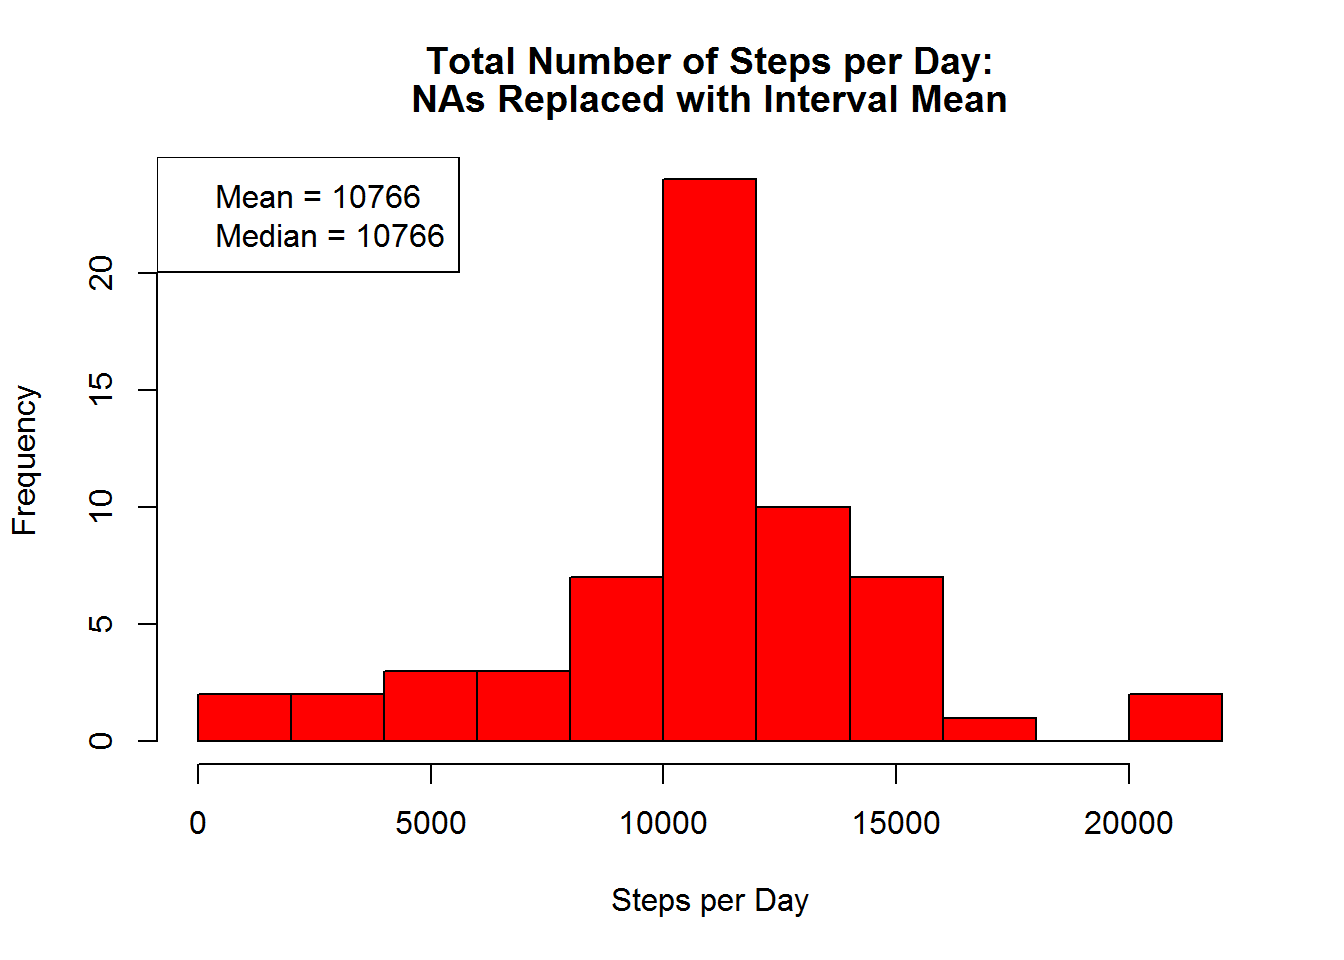 Total Number of Steps per Day:
NAs Replaced with Interval Mean
Mean = 10766
Median = 10766
Frequency
20
15
10
5
0
0 5000 10000 15000 20000
Steps per Day